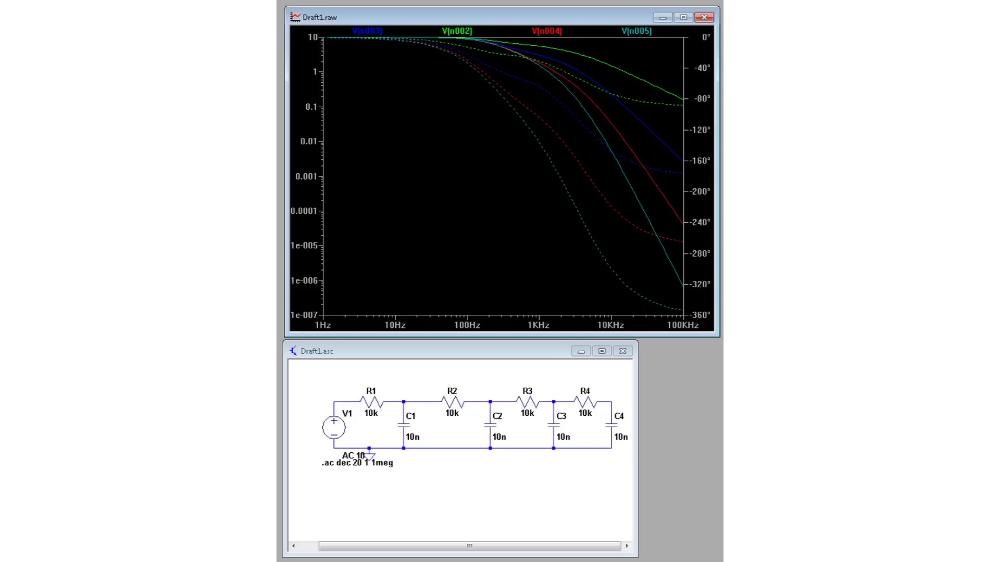 Draft1.raw
V(n003) V(n002) V(n004) V(n005)
10 0°
1 -40°
0.1 -80°
0.01 -120°
0.001 -160°
0.0001 -200°
1e-005 -240°
1e-006 -280°
1e-007 -320°
-360°
1Hz 10Hz 100Hz 1KHz 10KHz 100KHz
Draft1.asc
R1 R2 R3 R4
V1 10k 10k 10k 10k
C1 C2 C3 C4
10n 10n 10n 10n
AC 10
.ac dec 20 1 1meg